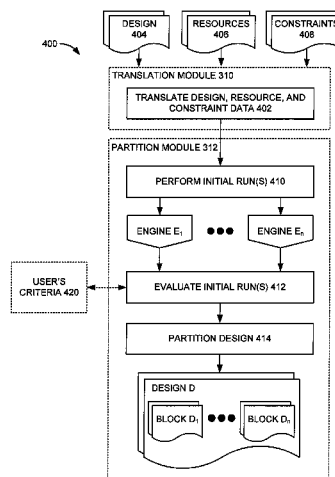 DESIGN
404
RESOURCES
406
CONSTRAINTS
408
400
TRANSLATION MODULE 310
TRANSLATE DESIGN, RESOURCE, AND
CONSTRAINT DATA 402
PARTITION MODULE 312
PERFORM INITIAL RUN(S) 410
ENGINE E1
ENGINE En
USER'S
CRITERIA 420
EVALUATE INITIAL RUN(S) 412
PARTITION DESIGN 414
DESIGN D
BLOCK D1
BLOCK Dn